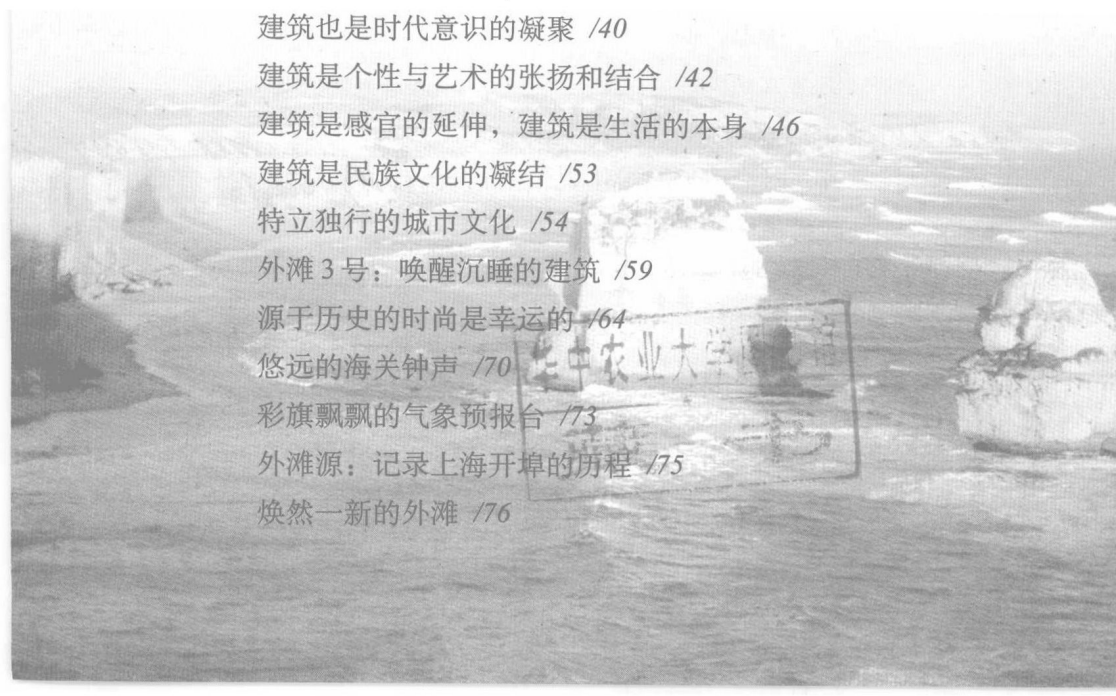 建筑也是时代意识的凝聚 /40
建筑是个性与艺术的张扬和结合 /42
建筑是感官的延伸，建筑是生活的本身 /46
建筑是民族文化的凝结 /53
特立独行的城市文化 /54
外滩3号：唤醒沉睡的建筑 /59
源于历史的时尚是幸运的 /64
悠远的海关钟声 /70
华中农业大学
彩旗飘飘的气象预报台 /73
外滩源：记录上海开埠的历程 /75
焕然一新的外滩 /76